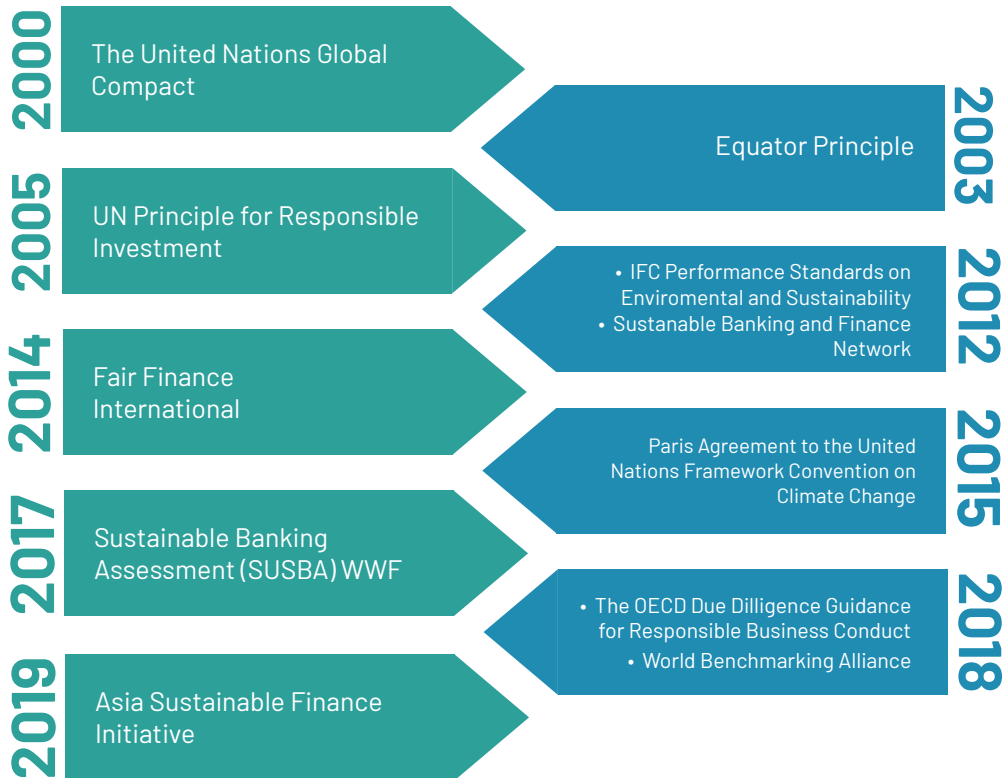 2000
The United Nations Global
Compact
2003
Equator Principle
2005
UN Principle for Responsible
Investment
2012
• IFC Performance Standards on
Enviromental and Sustainability
• Sustanable Banking and Finance
Network
2014
Fair Finance
International
2015
Paris Agreement to the United
Nations Framework Convention on
Climate Change
2017
Sustainable Banking
Assessment (SUSBA) WWF
2018
• The OECD Due Dilligence Guidance
for Responsible Business Conduct
• World Benchmarking Alliance
2019
Asia Sustainable Finance
Initiative